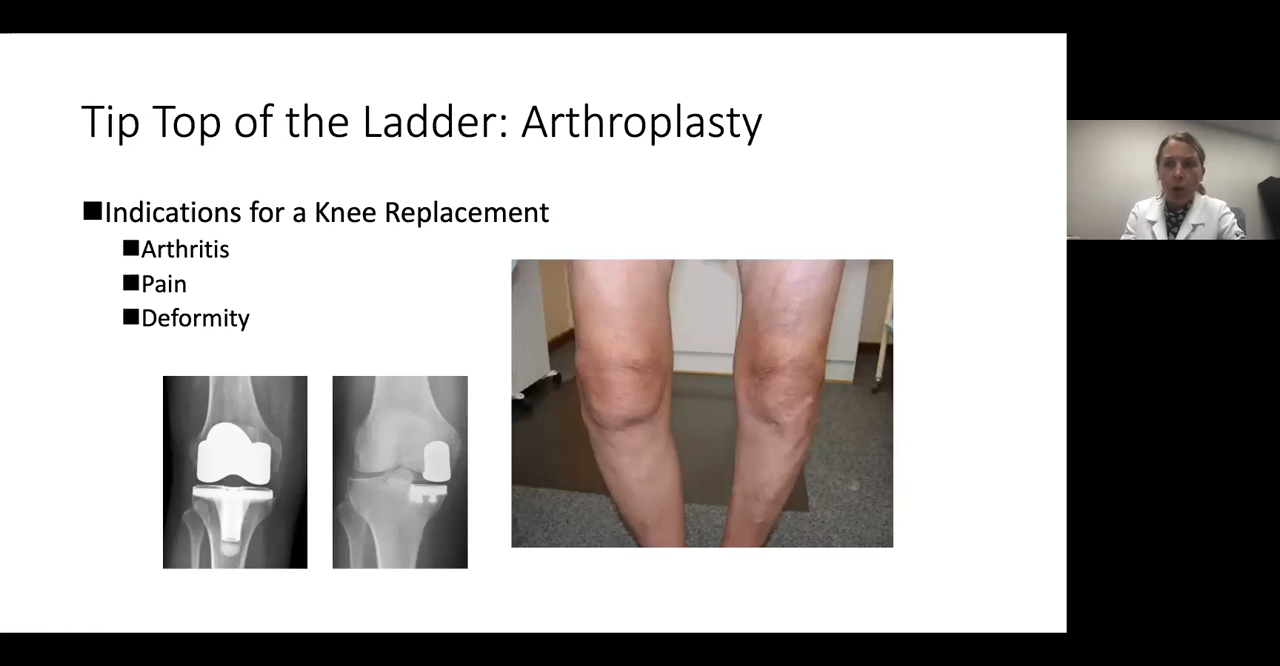 Tip Top of the Ladder: Arthroplasty
Indications for a Knee Replacement
Arthritis
Pain
Deformity